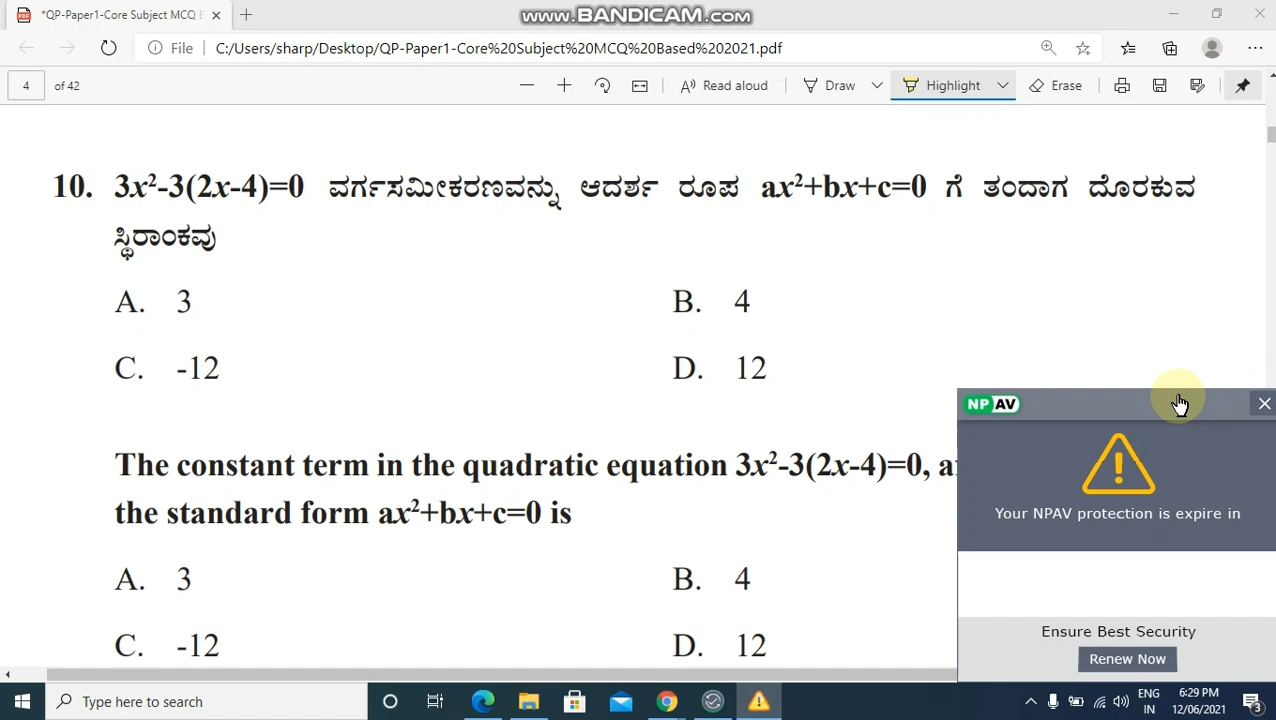 *QP-Paper1-Core Subject MCQ B
www.BANDICAM.com
File C:/Users/sharp/Desktop/QP-Paper1-Core%20Subject%20MCQ%20Based%202021.pdf
4 of 42
Read aloud Draw Highlight Erase
10. 3x²-3(2x-4)=0 ವರ್ಗಸಮೀಕರಣವನ್ನು ಆದರ್ಶ ರೂಪ ax²+bx+c=0 ಗೆ ತಂದಾಗ ದೊರಕುವ
ಸ್ಥಿರಾಂಕವು
A. 3 B. 4
C. -12 D. 12
NP AV
The constant term in the quadratic equation 3x²-3(2x-4)=0,
the standard form ax²+bx+c=0 is
Your NPAV protection is expire in
A. 3 B. 4
C. -12 D. 12
Ensure Best Security
Renew Now
Type here to search
ENG
IN
6:29 PM
12/06/2021
3